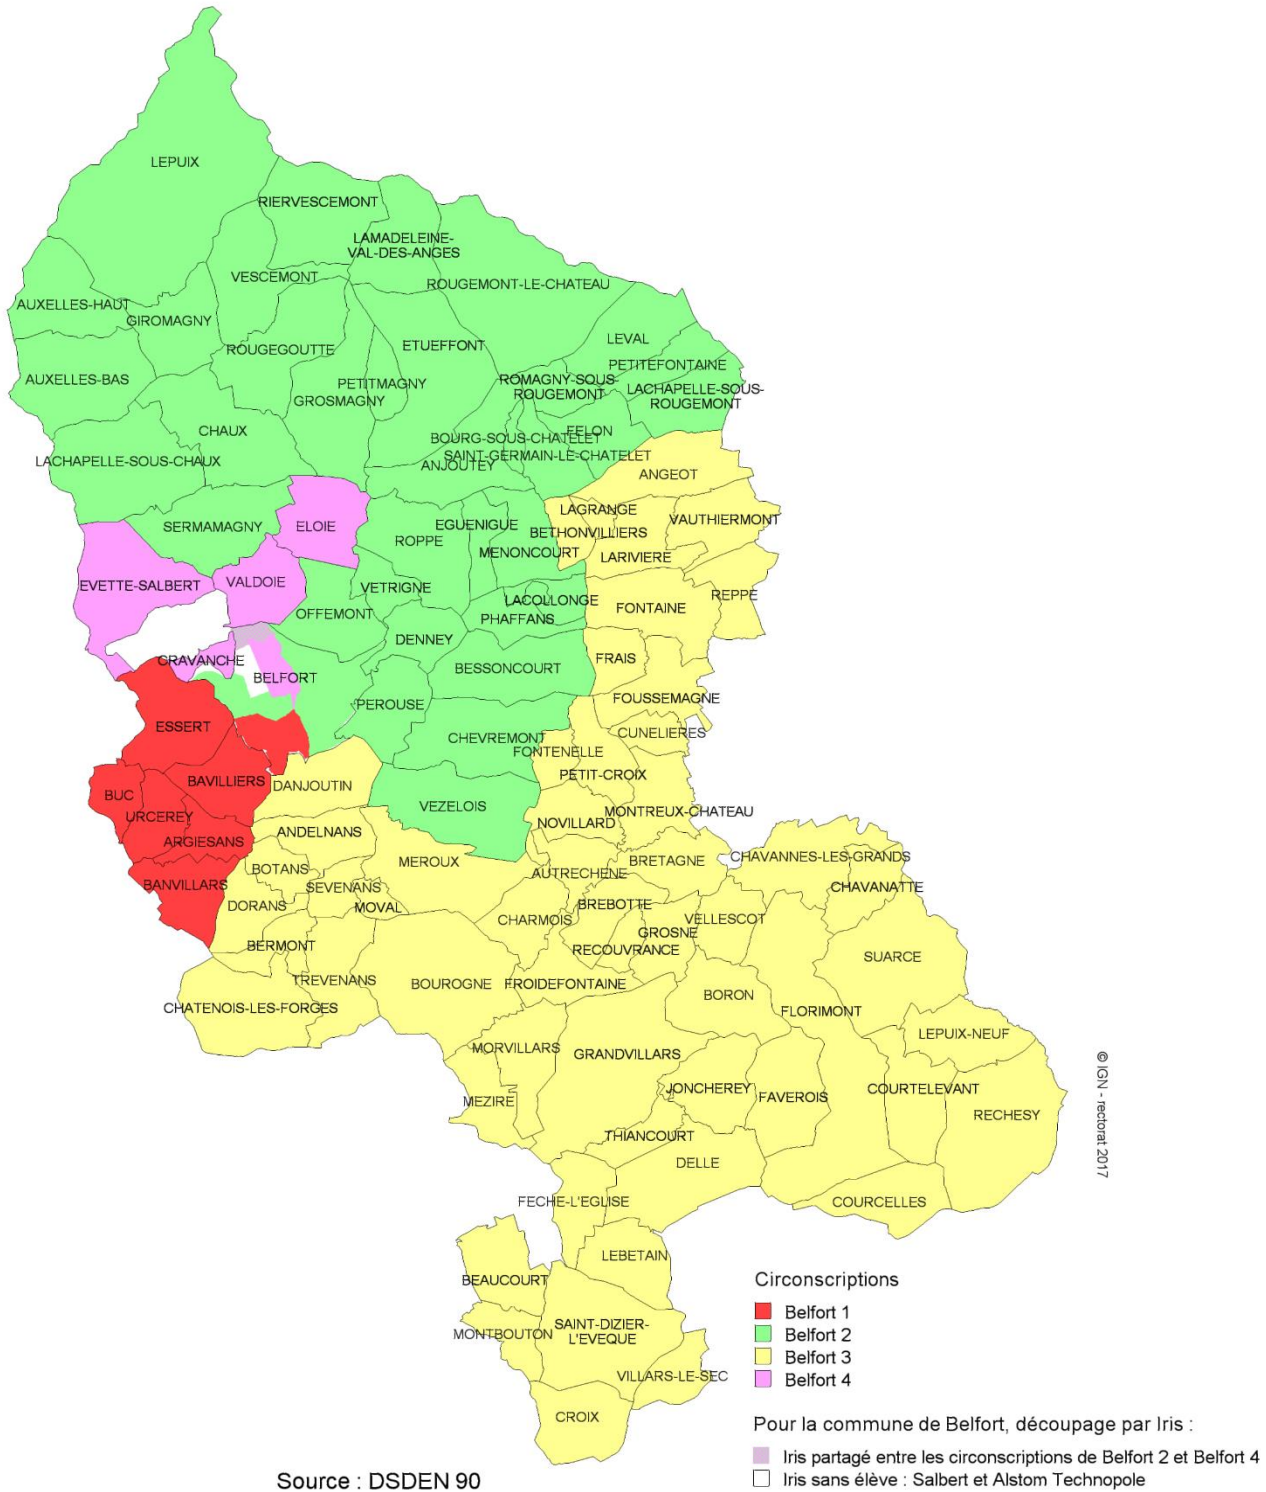 LEPUIX
RIERVESCEMONT
LAMADELEINE-
VAL-DES-ANGES
VESCEMONT
ROUGEMONT-LE-CHATEAU
AUXELLES-HAUT
GIROMAGNY
LEVAL
ETUEFFONT
ROUGEGOUTTE
PETITEFONTAINE
AUXELLES-BAS
PETITMAGNY
ROMAGNY-SOUS-
ROUGEMONT
LACHAPELLE-SOUS-
ROUGEMONT
GROSMAGNY
CHAUX
FELON
BOURG-SOUS-CHATELET
SAINT-GERMAIN-LE-CHATELET
LACHAPELLE-SOUS-CHAUX
ANJOUTEY
ANGEOT
LAGRANGE
VAUTHIERMONT
SERMAMAGNY
ELOIE
EGUENIGUE
BETHONVILLIERS
ROPPE
MENONCOURT
LARIVIERE
EVETTE-SALBERT
VALDOIE
VETRIGNE
REPPE
LACOLLONGE
FONTAINE
OFFEMONT
PHAFFANS
DENNEY
CRAVANCHE
FRAIS
BESSONCOURT
BELFORT
FOUSSEMAGNE
PEROUSE
ESSERT
CUNELIERES
CHEVREMONT
FONTENELLE
PETIT-CROIX
BAVILLIERS
DANJOUTIN
BUC
VEZELOIS
MONTREUX-CHATEAU
URCEREY
NOVILLARD
ANDELNANS
ARGIESANS
CHAVANNES-LES-GRANDS
MEROUX
BRETAGNE
BOTANS
AUTRECHENE
BANVILLARS
SEVENANS
CHAVANATTE
DORANS
MOVAL
BREBOTTE
CHARMOIS
VELLESCOT
GROSNE
BERMONT
RECOUVRANCE
SUARCE
TREVENANS
BOUROGNE
FROIDEFONTAINE
BORON
CHATENOIS-LES-FORGES
FLORIMONT
LEPUIX-NEUF
MORVILLARS
GRANDVILLARS
JONCHEREY
COURTELEVANT
FAVEROIS
MEZIRE
RECHESY
THIANCOURT
DELLE
FECHE-L'EGLISE
COURCELLES
LEBETAIN
BEAUCOURT
SAINT-DIZIER-
L'EVEQUE
MONTBOUTON
VILLARS-LE-SEC
CROIX
© IGN - rectorat 2017
Circonscriptions
Belfort 1
Belfort 2
Belfort 3
Belfort 4
Pour la commune de Belfort, découpage par Iris :
Iris partagé entre les circonscriptions de Belfort 2 et Belfort 4
Iris sans élève : Salbert et Alstom Technopole
Source : DSDEN 90